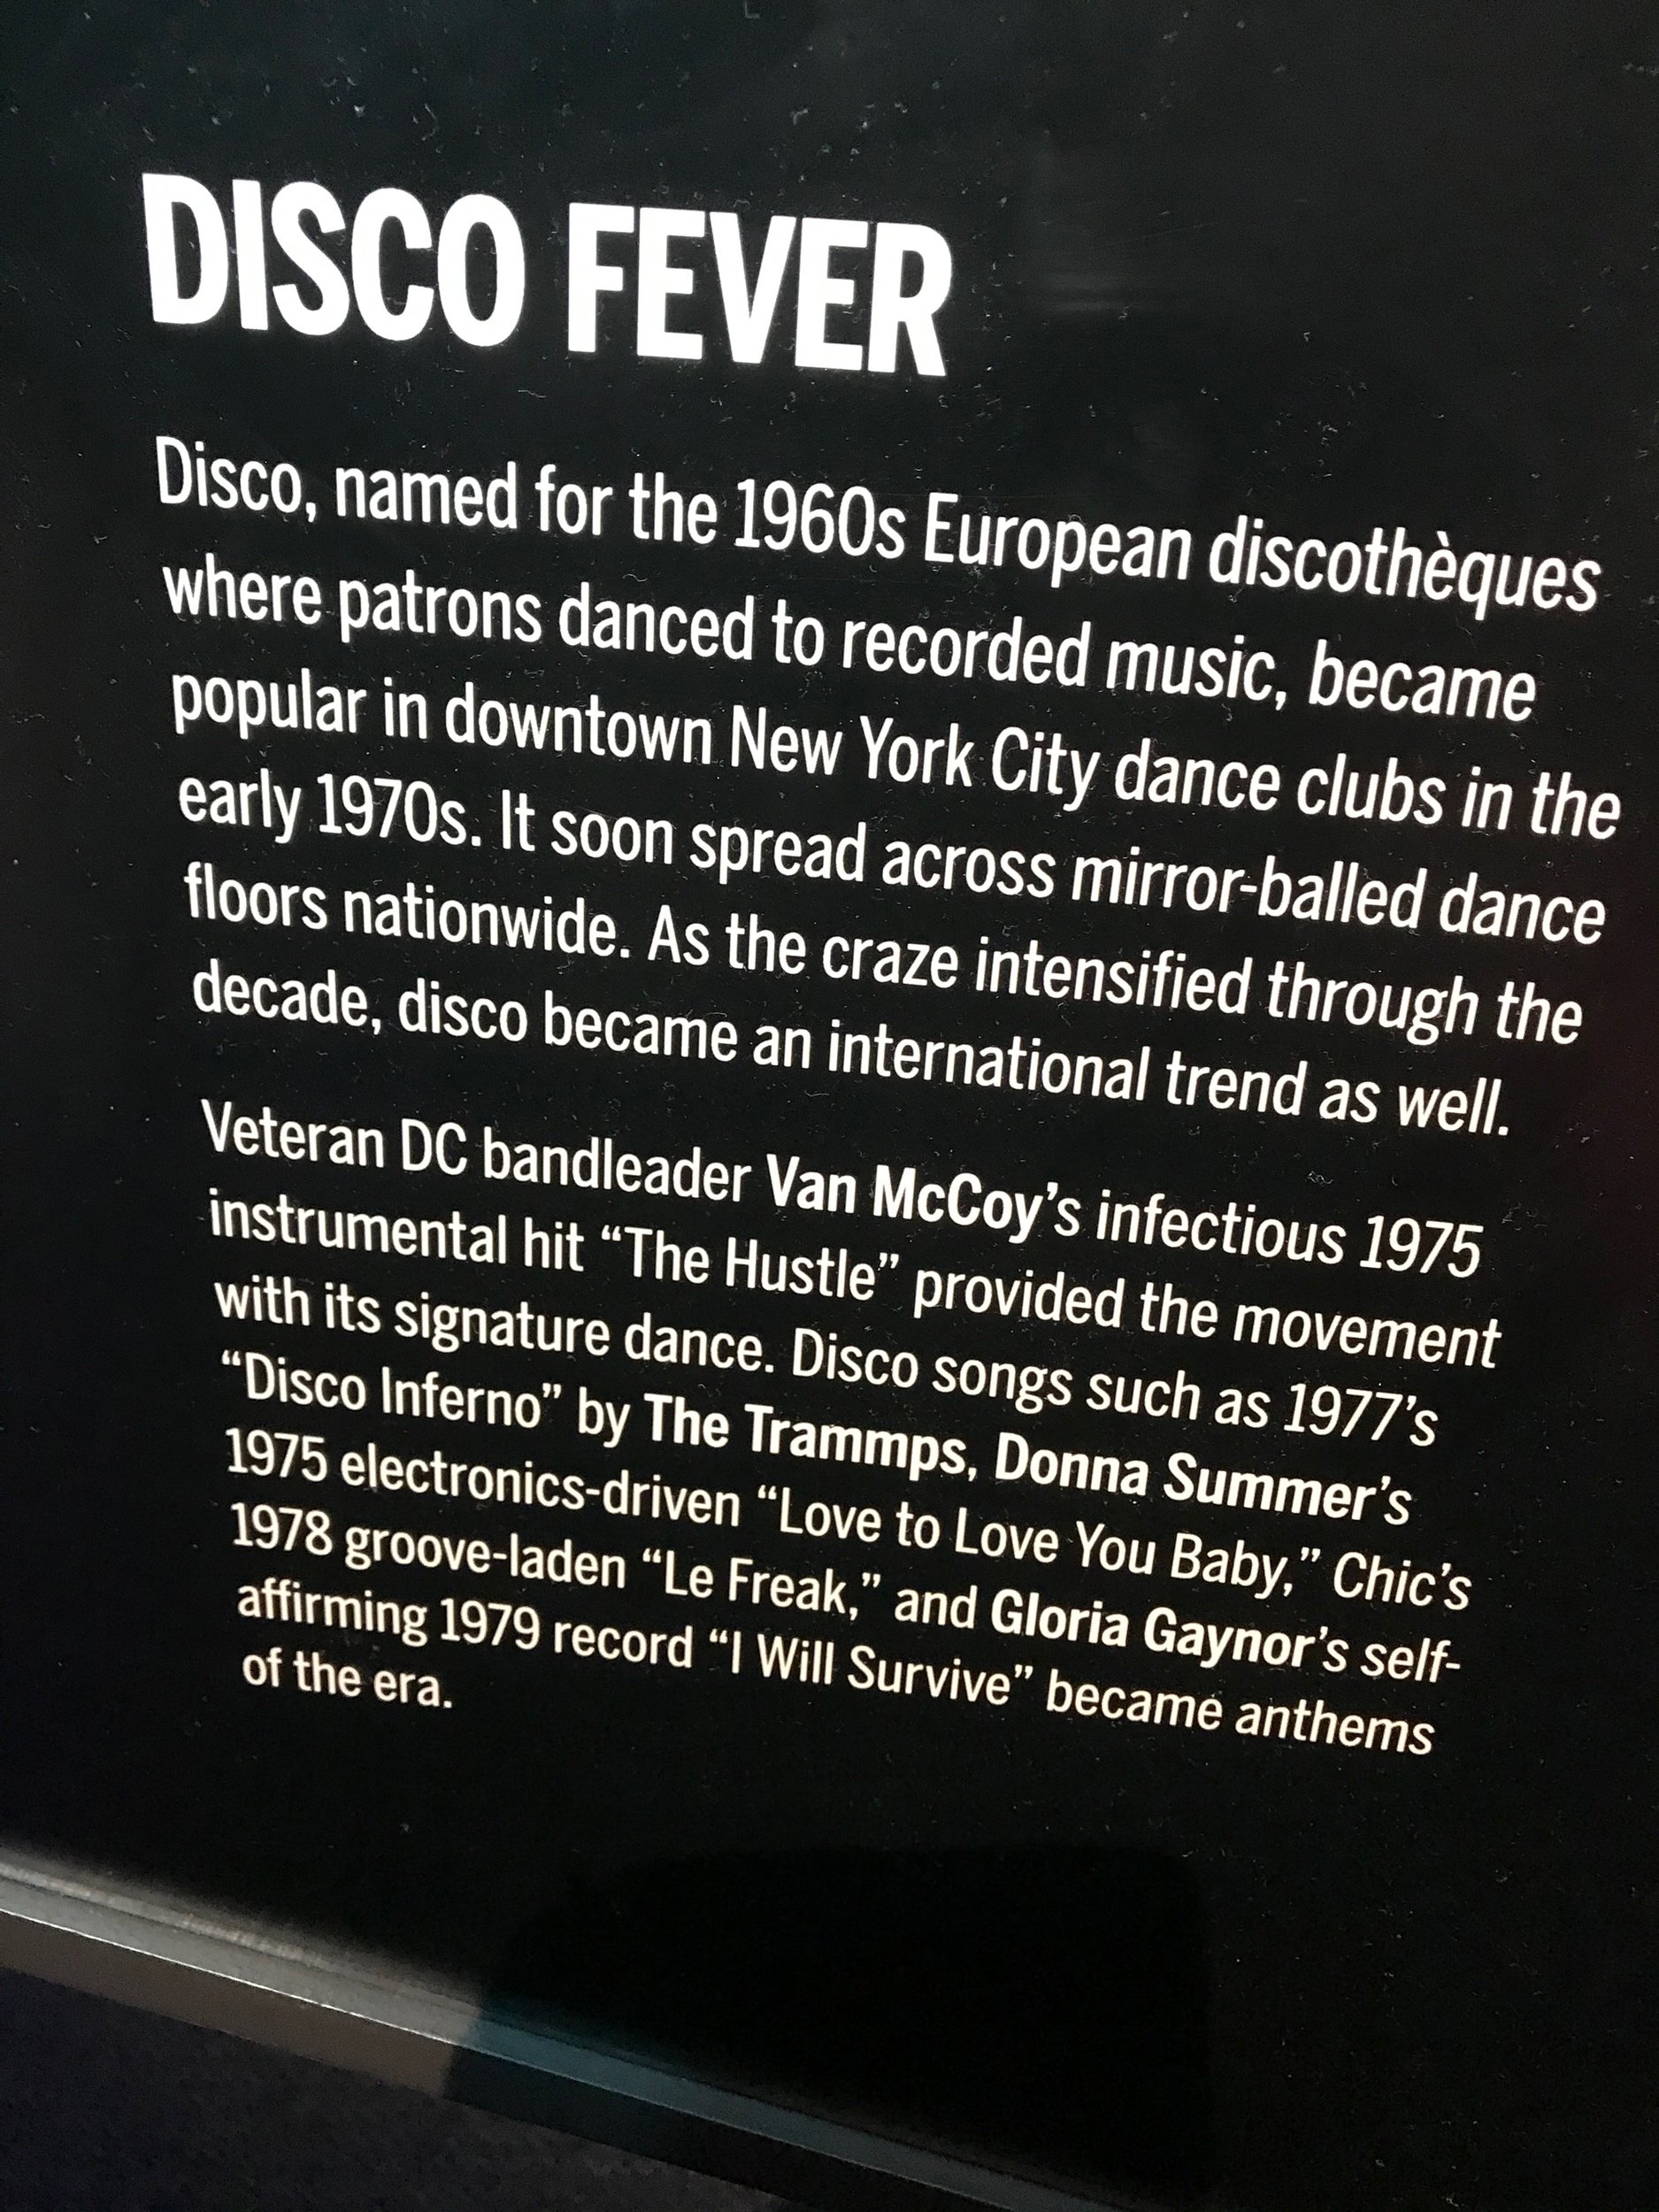 DISCO FEVER
Disco, named for the 1960s European discothèques
where patrons danced to recorded music, became
popular in downtown New York City dance clubs in the
early 1970s. It soon spread across mirror-balled dance
floors nationwide. As the craze intensified through the
decade, disco became an international trend as well.
Veteran DC bandleader Van McCoy’s infectious 1975
instrumental hit “The Hustle” provided the movement
with its signature dance. Disco songs such as 1977’s
“Disco Inferno” by The Trammps, Donna Summer’s
1975 electronics-driven “Love to Love You Baby,” Chic’s
1978 groove-laden “Le Freak,” and Gloria Gaynor’s self-
affirming 1979 record “I Will Survive” became anthems
of the era.